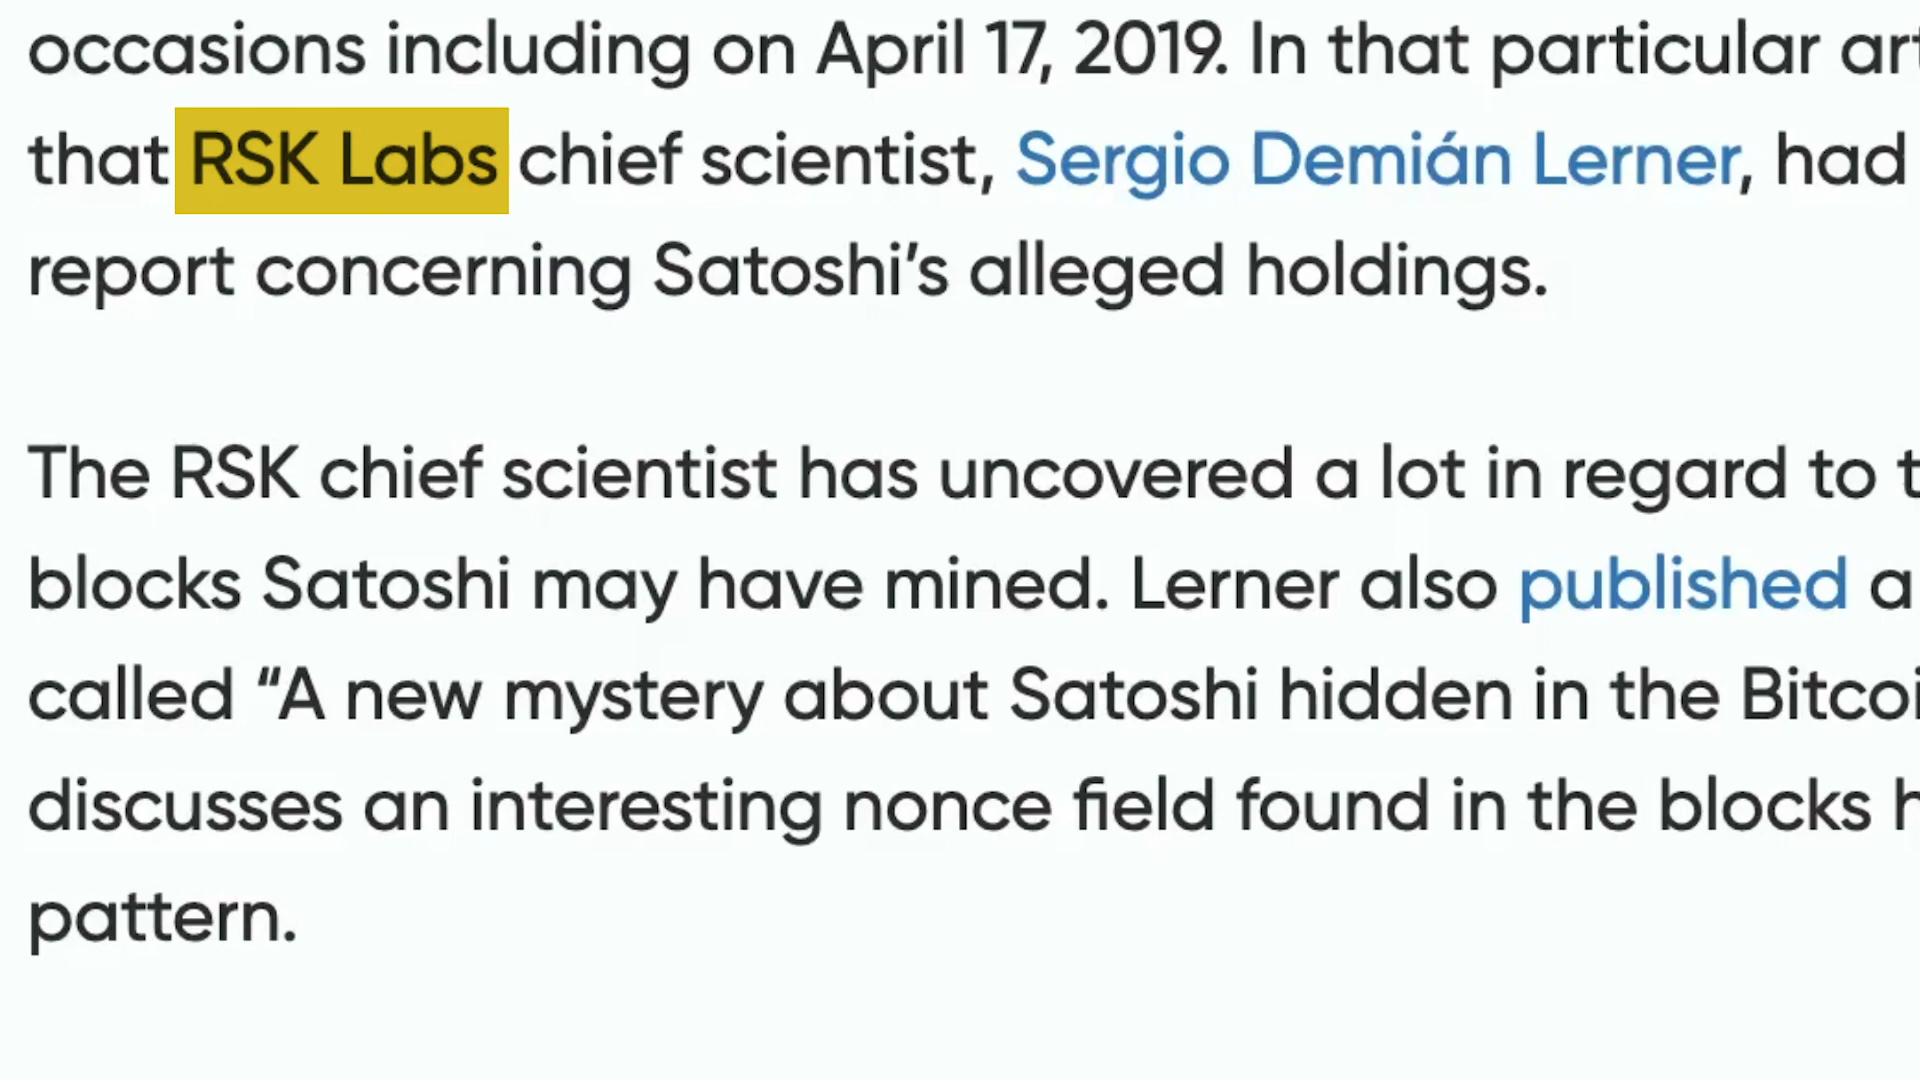 occasions including on April 17, 2019. In that particular
that RSK Labs chief scientist, Sergio Demián Lerner, had
report concerning Satoshi’s alleged holdings.
The RSK chief scientist has uncovered a lot in regard to
blocks Satoshi may have mined. Lerner also published a
called “A new mystery about Satoshi hidden in the
discusses an interesting nonce field found in the blocks
pattern.